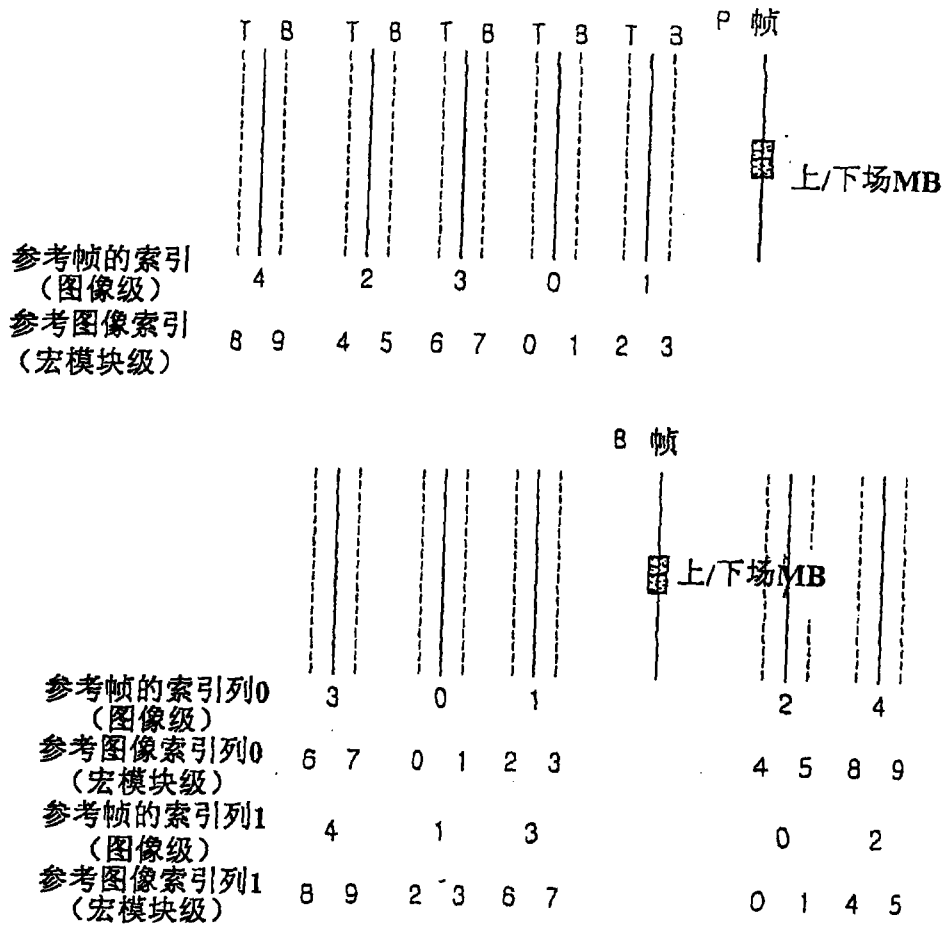 T B T B T B T B T B P 帧
上/下场MB
参考帧的索引
（图像级） 4 2 3 0 1
参考图像索引
（宏模块级） 8 9 4 5 6 7 0 1 2 3
B 帧
上/下场MB
参考帧的索引列0
（图像级） 3 0 1 2 4
参考图像索引列0
（宏模块级） 6 7 0 1 2 3 4 5 8 9
参考帧的索引列1
（图像级） 4 1 3 0 2
参考图像索引列1
（宏模块级） 8 9 2 3 6 7 0 1 4 5